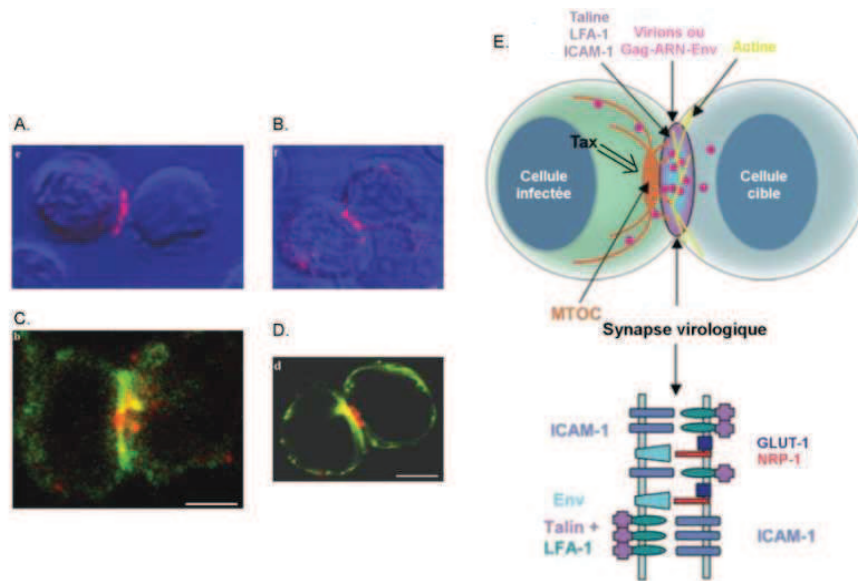 A.
e
B.
f
C.
b
D.
d
E.
Taline
LFA-1
ICAM-1
Virions ou
Gag-ARN-Env
Actine
Tax
Cellule
infectée
Cellule
cible
MTOC
Synapse virologique
ICAM-1
GLUT-1
NRP-1
Env
Talin +
LFA-1
ICAM-1